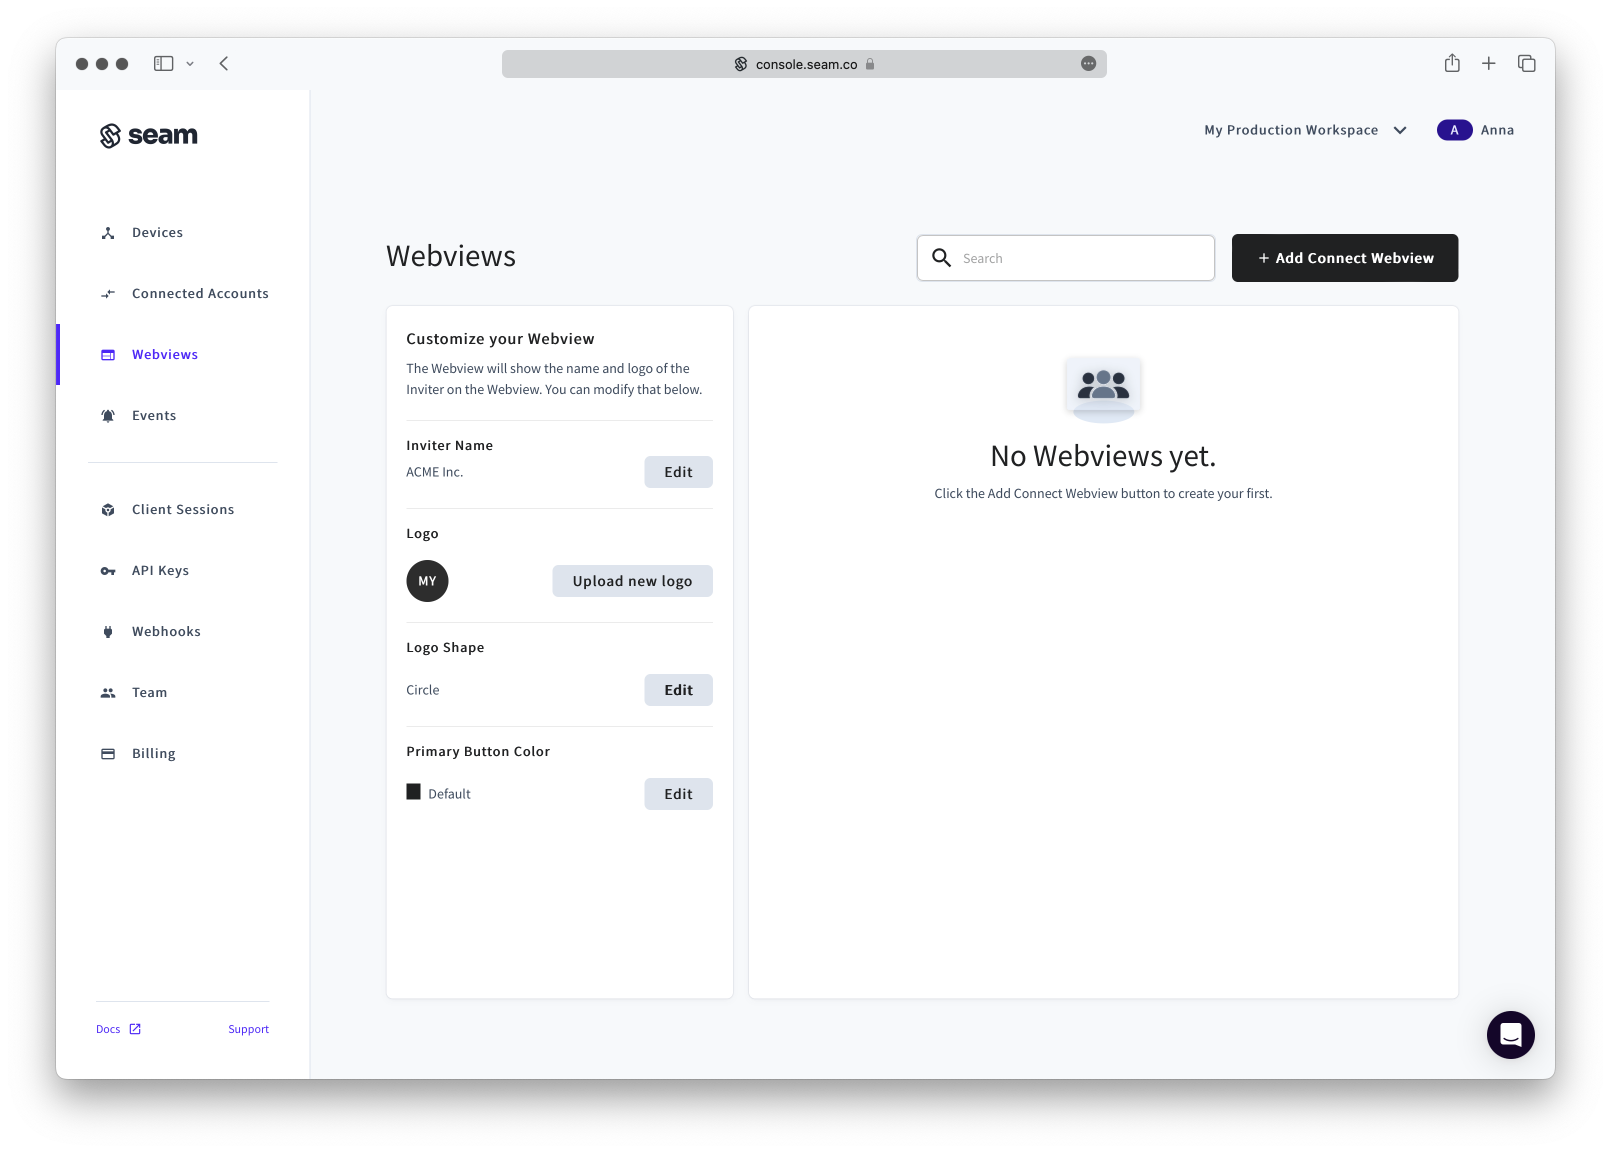 console.seam.co
seam
My Production Workspace
A
Anna
Devices
Connected Accounts
Webviews
Events
Client Sessions
API Keys
Webhooks
Team
Billing
Docs
Support
Webviews
Search
+ Add Connect Webview
Customize your Webview
The Webview will show the name and logo of the
Inviter on the Webview. You can modify that below.
Inviter Name
ACME Inc.
Edit
Logo
MY
Upload new logo
Logo Shape
Circle
Edit
Primary Button Color
Default
Edit
No Webviews yet.
Click the Add Connect Webview button to create your first.